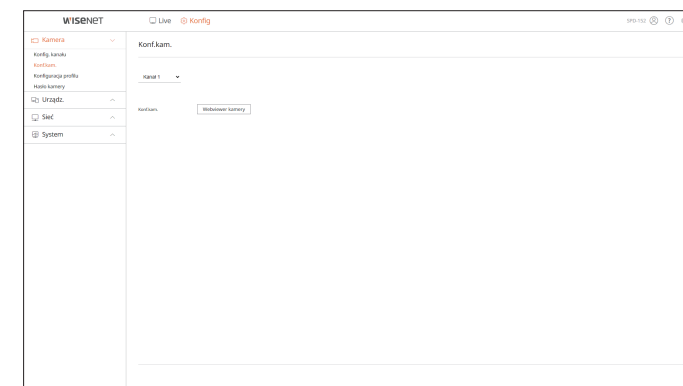 WISENET
Live Konfig
SPD-152
Kamera
Konfig. kanału
Konf.kam.
Konfiguracja profilu
Hasło kamery
Urządz.
Sieć
System
Konf.kam.
Kanał 1
Konf.kam.
Webviewer kamery